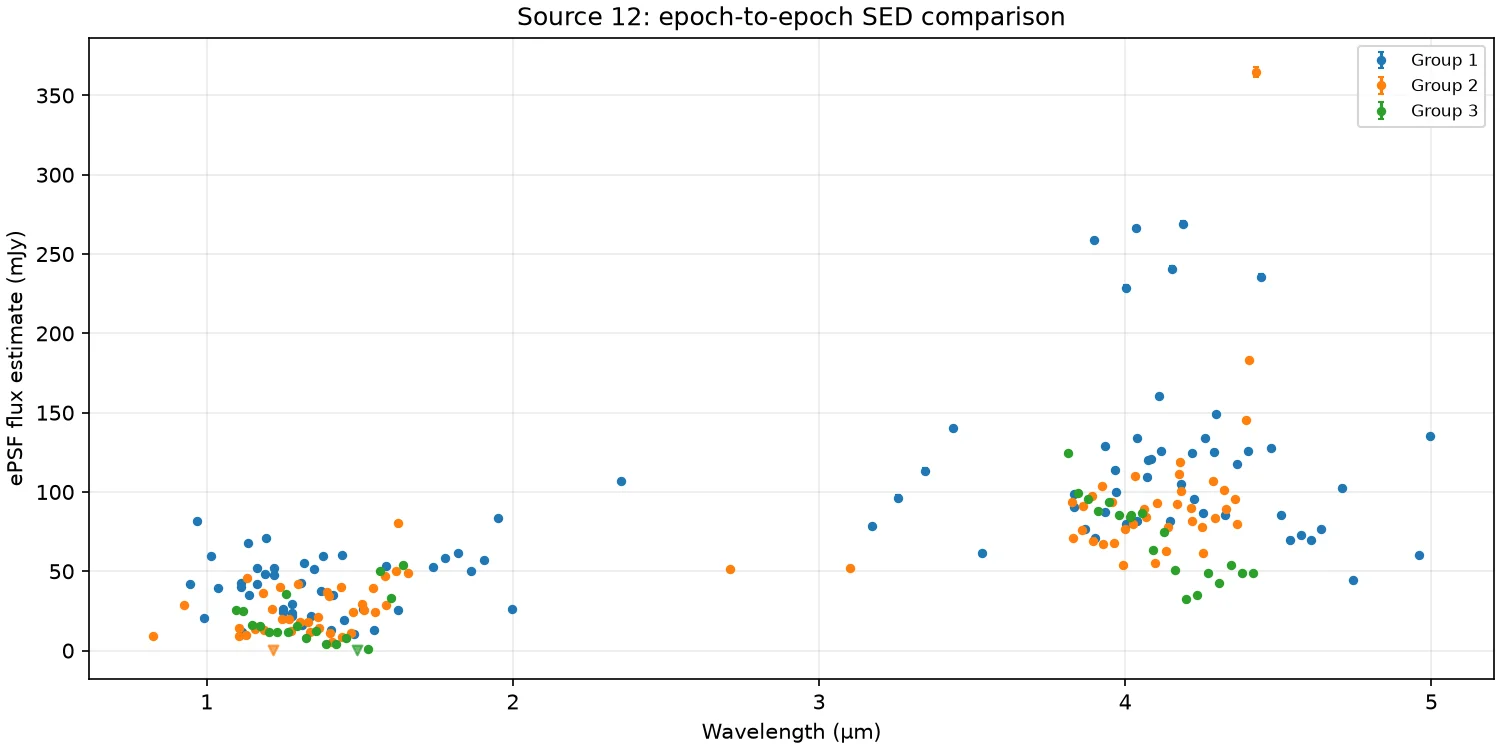 Source 12: epoch-to-epoch SED comparison
ePSF flux estimate (mJy)
350
300
250
200
150
100
50
0
Group 1
Group 2
Group 3
1 2 3 4 5
Wavelength (µm)